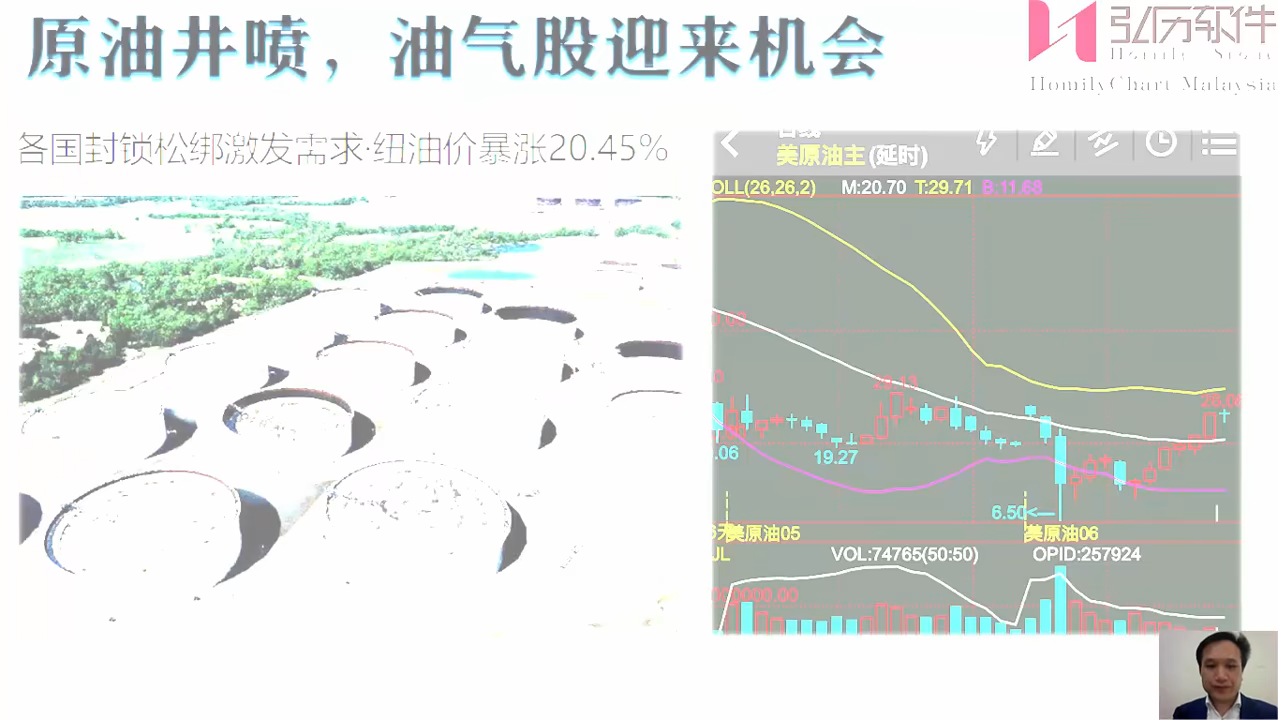 原油井喷，油气股迎来机会
弘历软件
HomilyChart Malaysia
各国封锁松绑激发需求·纽油价暴涨20.45%
美原油主(延时)
OLL(26,26,2) M:20.70 T:29.71 B:11.68
29.13
.06
19.27
6.50
美原油05
美原油06
VOL:74765(50:50) OPID:257924